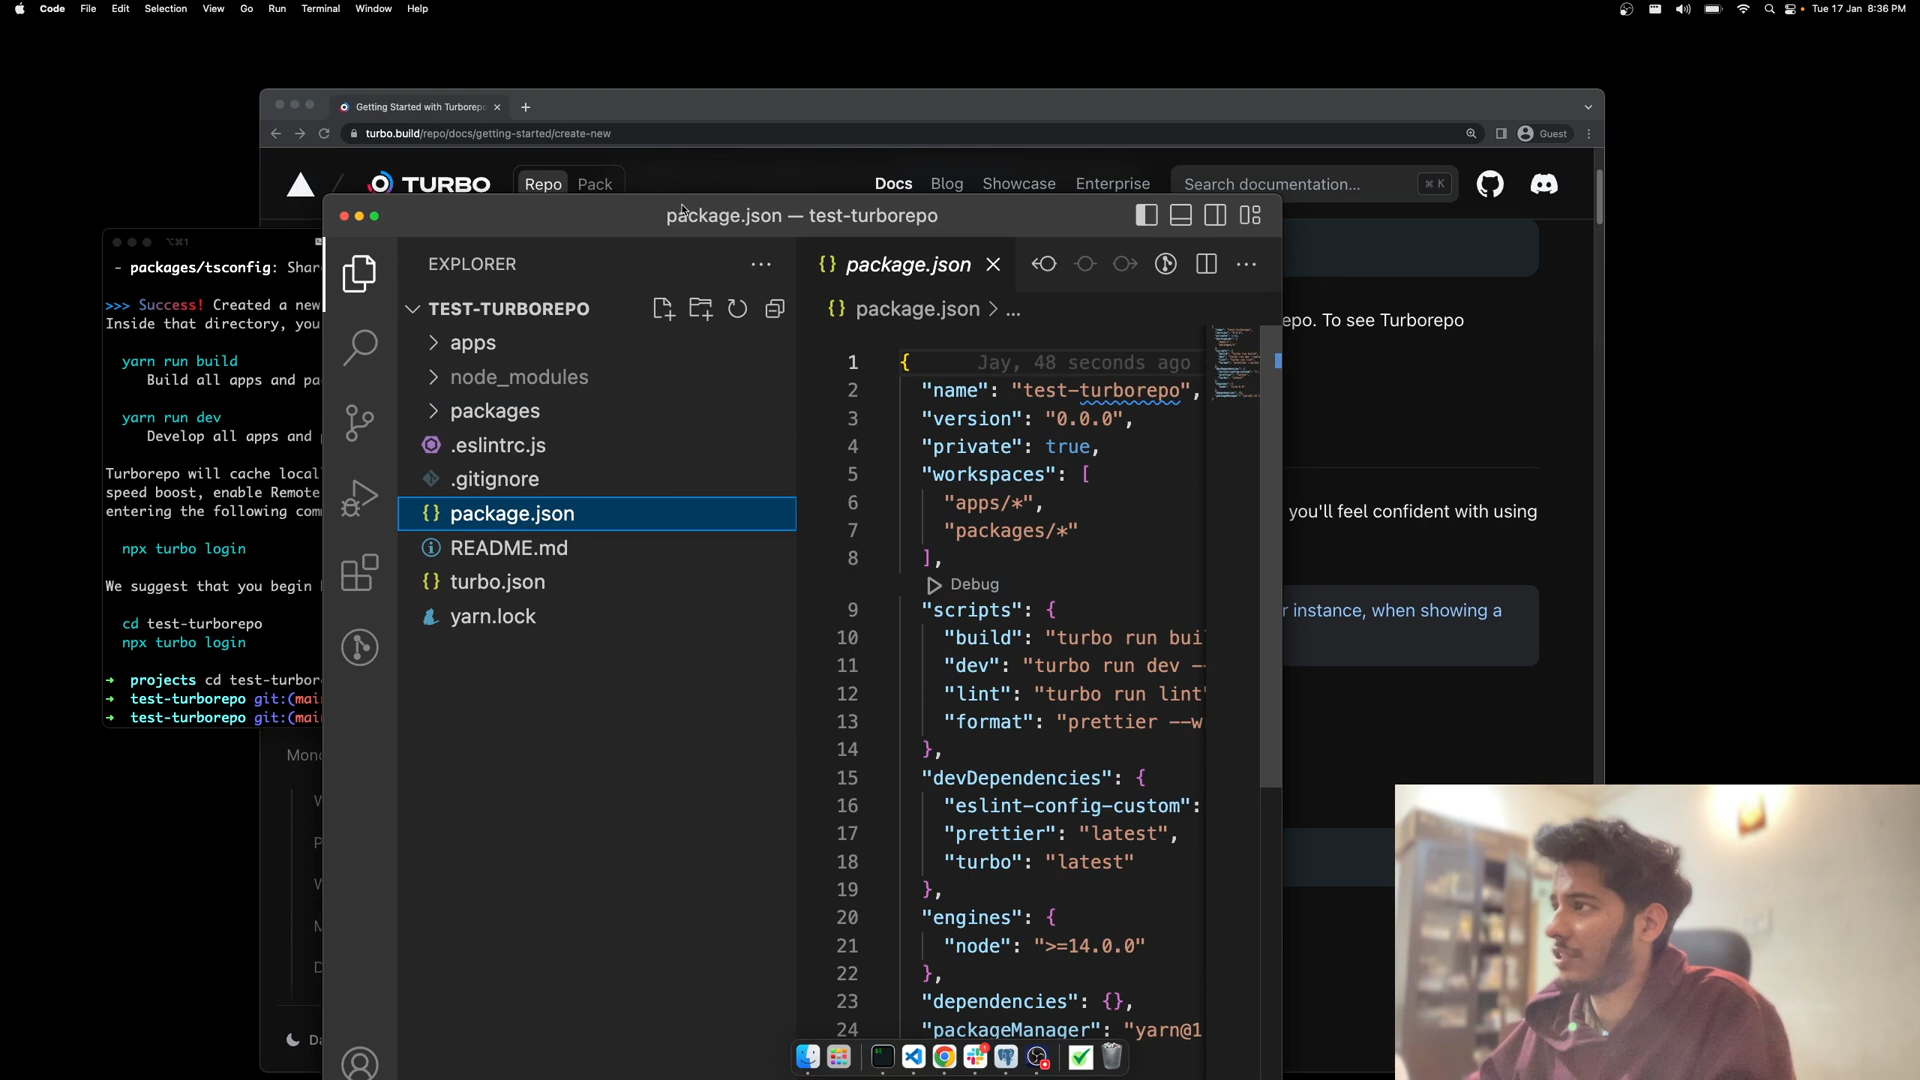 Code File Edit Selection View Go Run Terminal Window Help
Tue 17 Jan 8:36 PM
Getting Started with Turborepo
turbo.build/repo/docs/getting-started/create-new
Guest
TURBO
Repo Pack
Docs Blog Showcase Enterprise
Search documentation...
⌘ K
package.json — test-turborepo
⌥⌘1
- packages/tsconfig: Shar
>>> Success! Created a new
Inside that directory, you
yarn run build
Build all apps and pa
yarn run dev
Develop all apps and
Turborepo will cache locall
speed boost, enable Remote
entering the following com
npx turbo login
We suggest that you begin
cd test-turborepo
npx turbo login
➜ projects cd test-turbor
➜ test-turborepo git:(mai
➜ test-turborepo git:(mai
EXPLORER
TEST-TURBOREPO
apps
node_modules
packages
.eslintrc.js
.gitignore
{} package.json
README.md
{} turbo.json
yarn.lock
{} package.json
{} package.json > ...
1 { Jay, 48 seconds ago
2 "name": "test-turborepo",
3 "version": "0.0.0",
4 "private": true,
5 "workspaces": [
6 "apps/*",
7 "packages/*"
8 ],
Debug
9 "scripts": {
10 "build": "turbo run bui
11 "dev": "turbo run dev --
12 "lint": "turbo run lint"
13 "format": "prettier --w
14 },
15 "devDependencies": {
16 "eslint-config-custom":
17 "prettier": "latest",
18 "turbo": "latest"
19 },
20 "engines": {
21 "node": ">=14.0.0"
22 },
23 "dependencies": {},
24 "packageManager": "yarn@1
epo. To see Turborepo
you'll feel confident with using
r instance, when showing a
Mono
W
P
W
M
D
Da